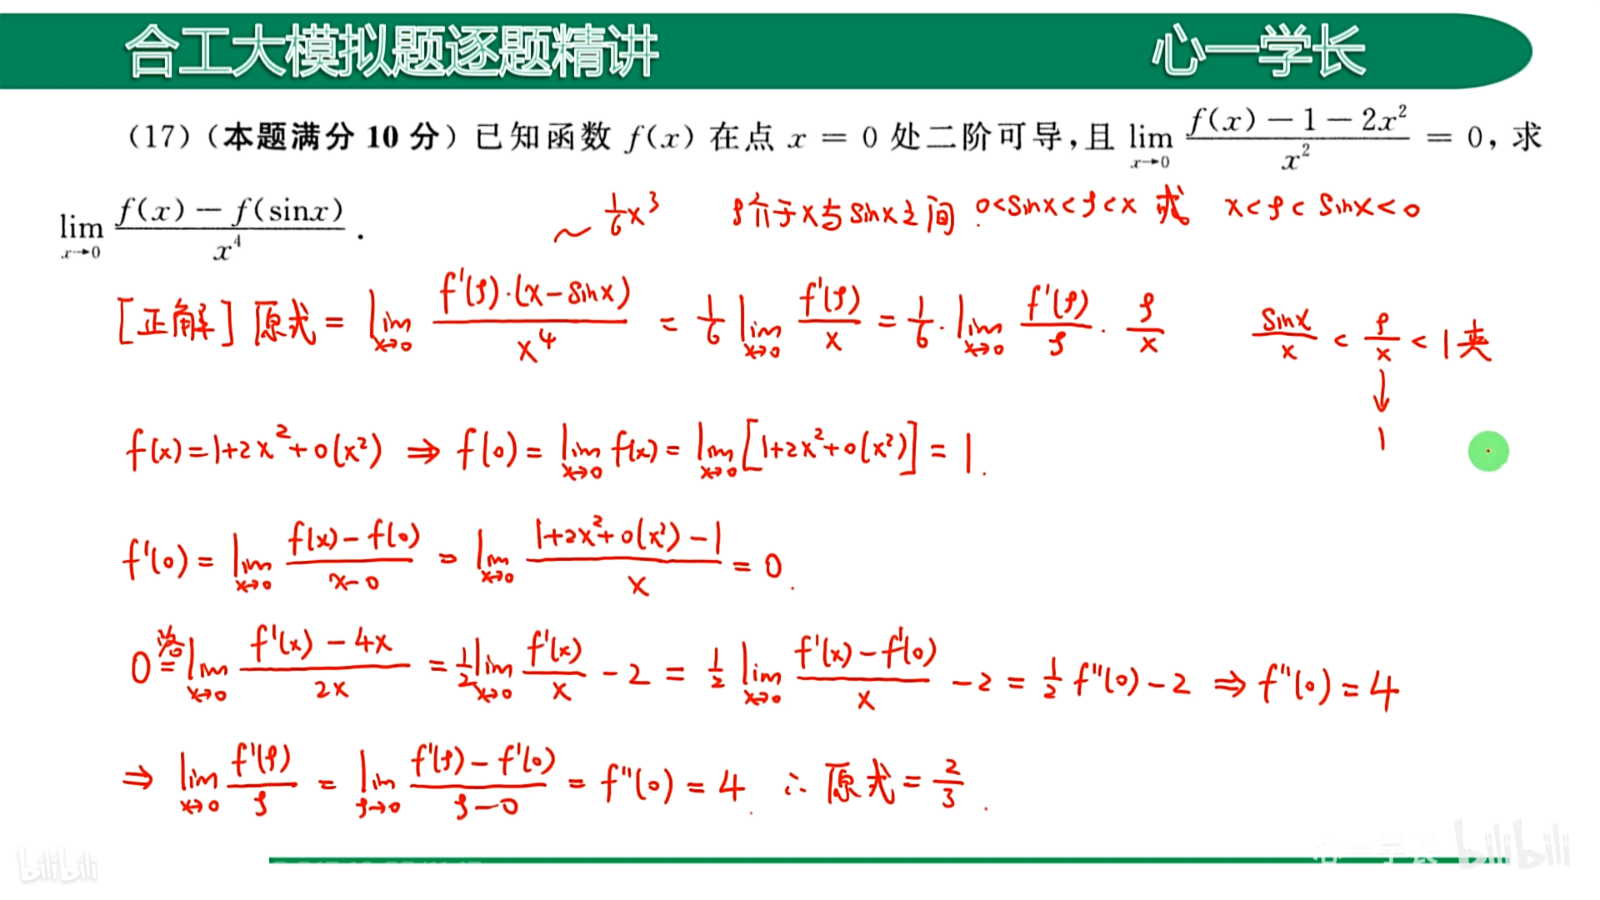 合工大模拟题逐题精讲 心一学长
(17)(本题满分 10 分)已知函数 f(x) 在点 x = 0 处二阶可导,且 lim_{x→0} (f(x) − 1 − 2x²)/x² = 0, 求
lim_{x→0} (f(x) − f(sinx))/x⁴ .
~ 1/6 x³ ξ介于x与sinx之间. 0<sinx<ξ<x 或 x<ξ<sinx<0
[正解] 原式 = lim_{x→0} f'(ξ)·(x−sinx)/x⁴ = 1/6 lim_{x→0} f'(ξ)/x = 1/6 · lim_{x→0} f'(ξ)/ξ · ξ/x sinx/x < ξ/x < 1 夹
↓
1
f(x)=1+2x²+o(x²) ⇒ f(0) = lim_{x→0} f(x) = lim_{x→0} [1+2x²+o(x²)] = 1.
f'(0) = lim_{x→0} (f(x)−f(0))/(x−0) = lim_{x→0} (1+2x²+o(x²)−1)/x = 0.
0 =洛 lim_{x→0} (f'(x)−4x)/2x = 1/2 lim_{x→0} f'(x)/x − 2 = 1/2 lim_{x→0} (f'(x)−f'(0))/x − 2 = 1/2 f''(0) − 2 ⇒ f''(0) = 4
⇒ lim_{x→0} f'(ξ)/ξ = lim_{ξ→0} (f'(ξ)−f'(0))/(ξ−0) = f''(0) = 4. ∴ 原式 = 2/3.
心一学长 bilibili
bilibili